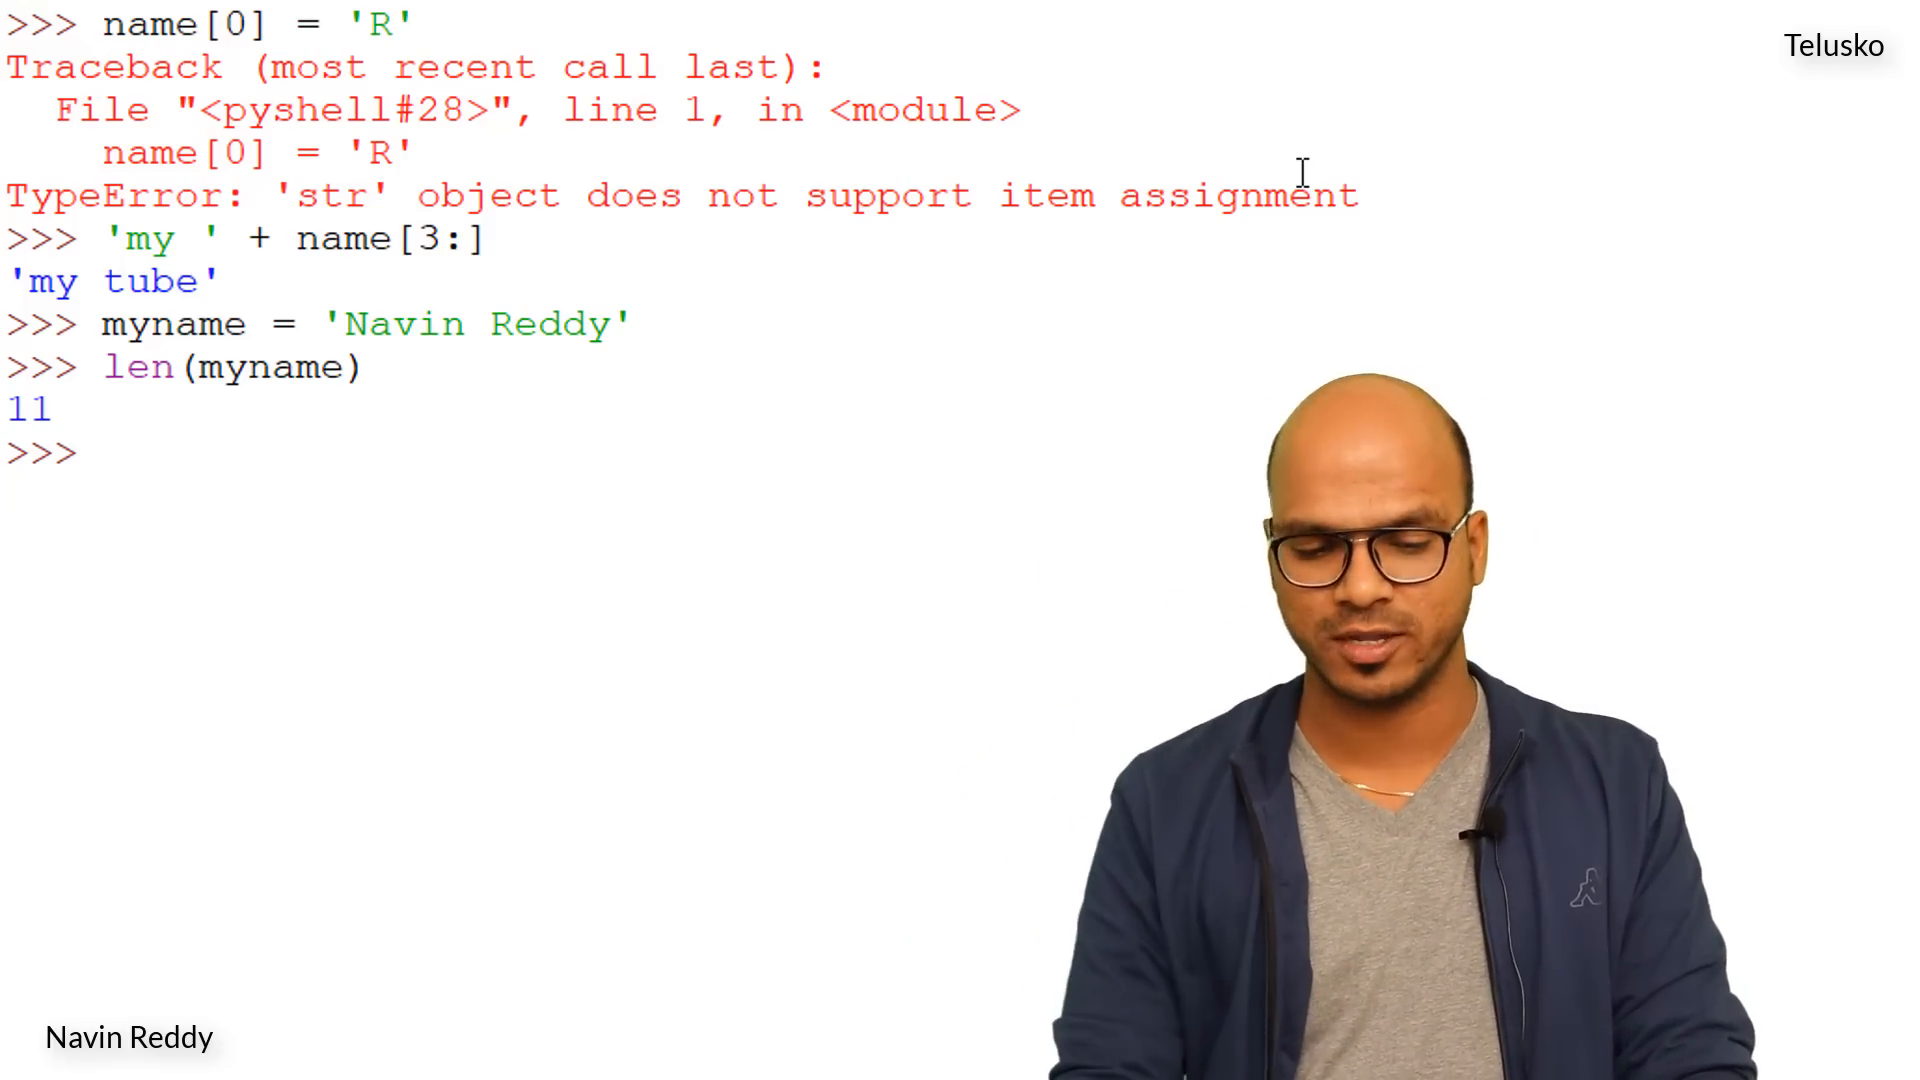 >>> name[0] = 'R'
Telusko
Traceback (most recent call last):
  File "<pyshell#28>", line 1, in <module>
    name[0] = 'R'
TypeError: 'str' object does not support item assignment
>>> 'my ' + name[3:]
'my tube'
>>> myname = 'Navin Reddy'
>>> len(myname)
11
>>>
Navin Reddy